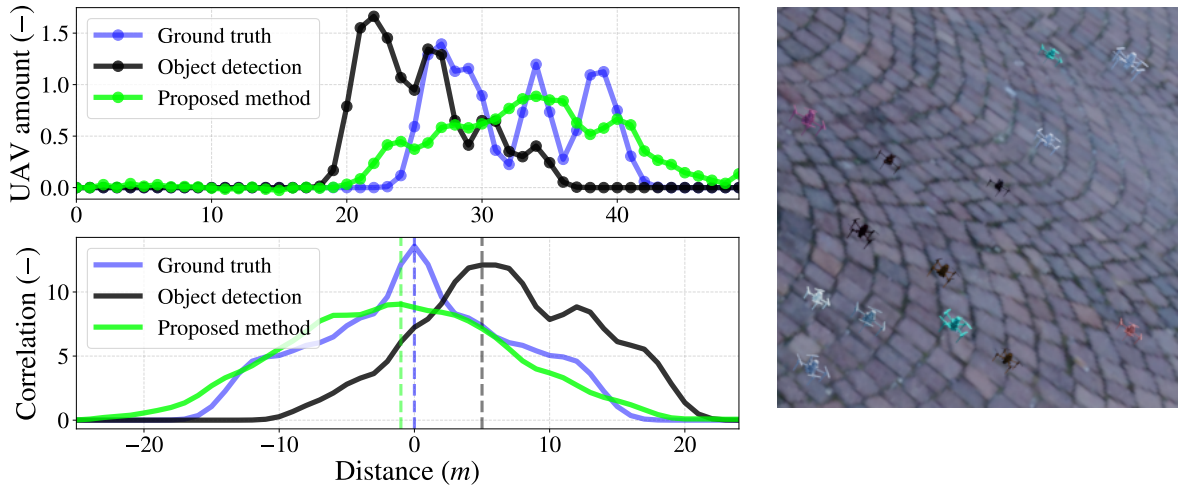 UAV amount (−)
1.5
1.0
0.5
0.0
Ground truth
Object detection
Proposed method
0 10 20 30 40
Correlation (−)
10
5
0
Ground truth
Object detection
Proposed method
−20 −10 0 10 20
Distance (m)